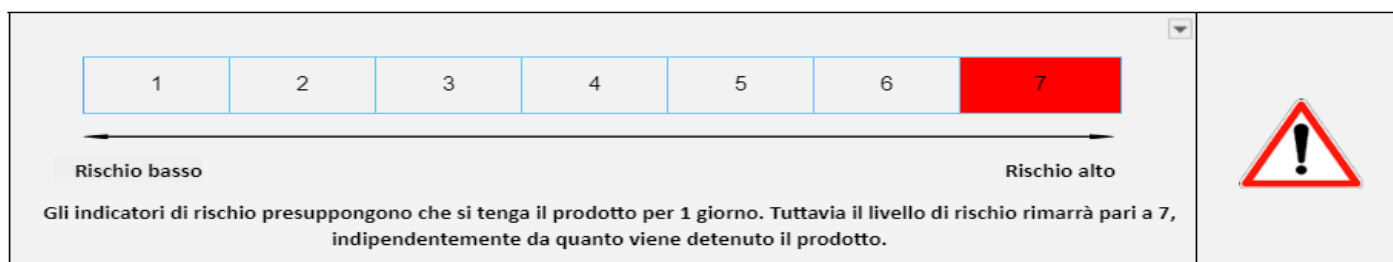 1 2 3 4 5 6 7
Rischio basso Rischio alto
Gli indicatori di rischio presuppongono che si tenga il prodotto per 1 giorno. Tuttavia il livello di rischio rimarrà pari a 7,
indipendentemente da quanto viene detenuto il prodotto.